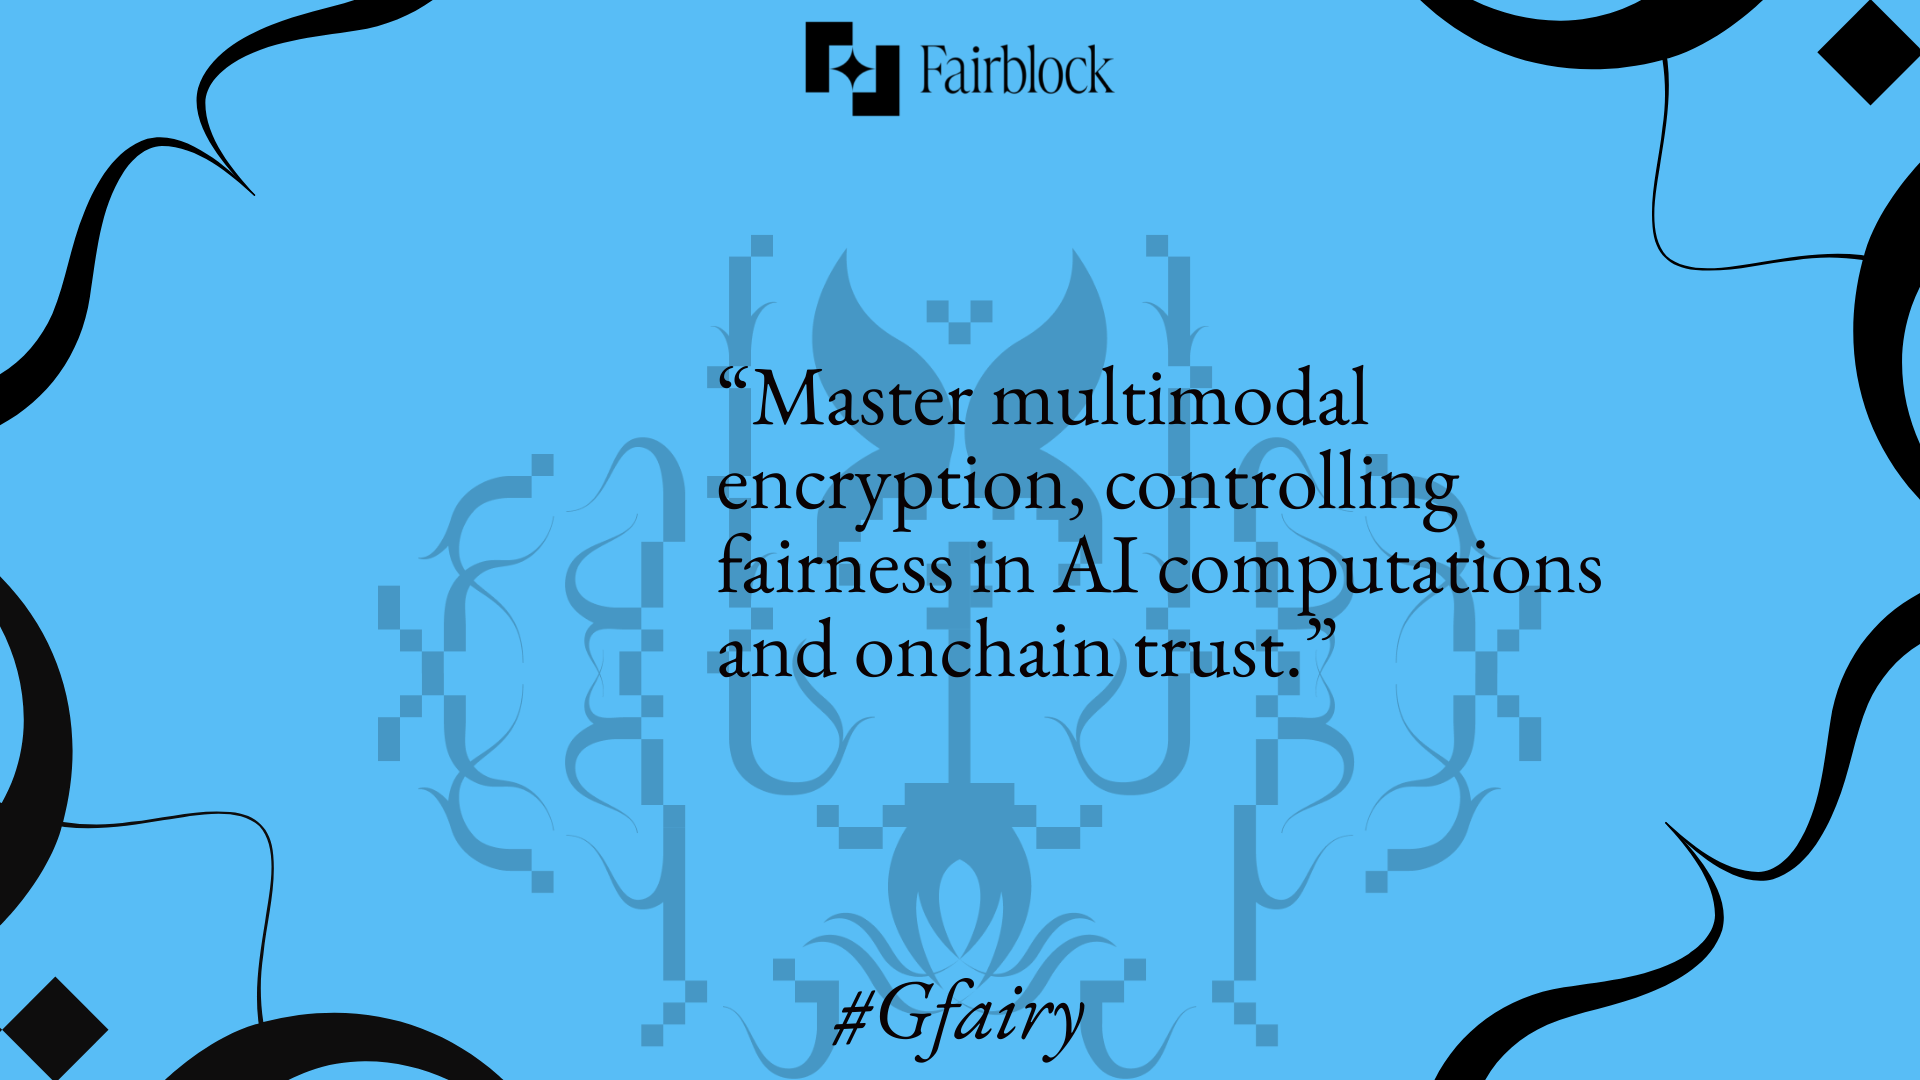 Fairblock
“Master multimodal
encryption, controlling
fairness in AI computations
and onchain trust.”
#Gfairy